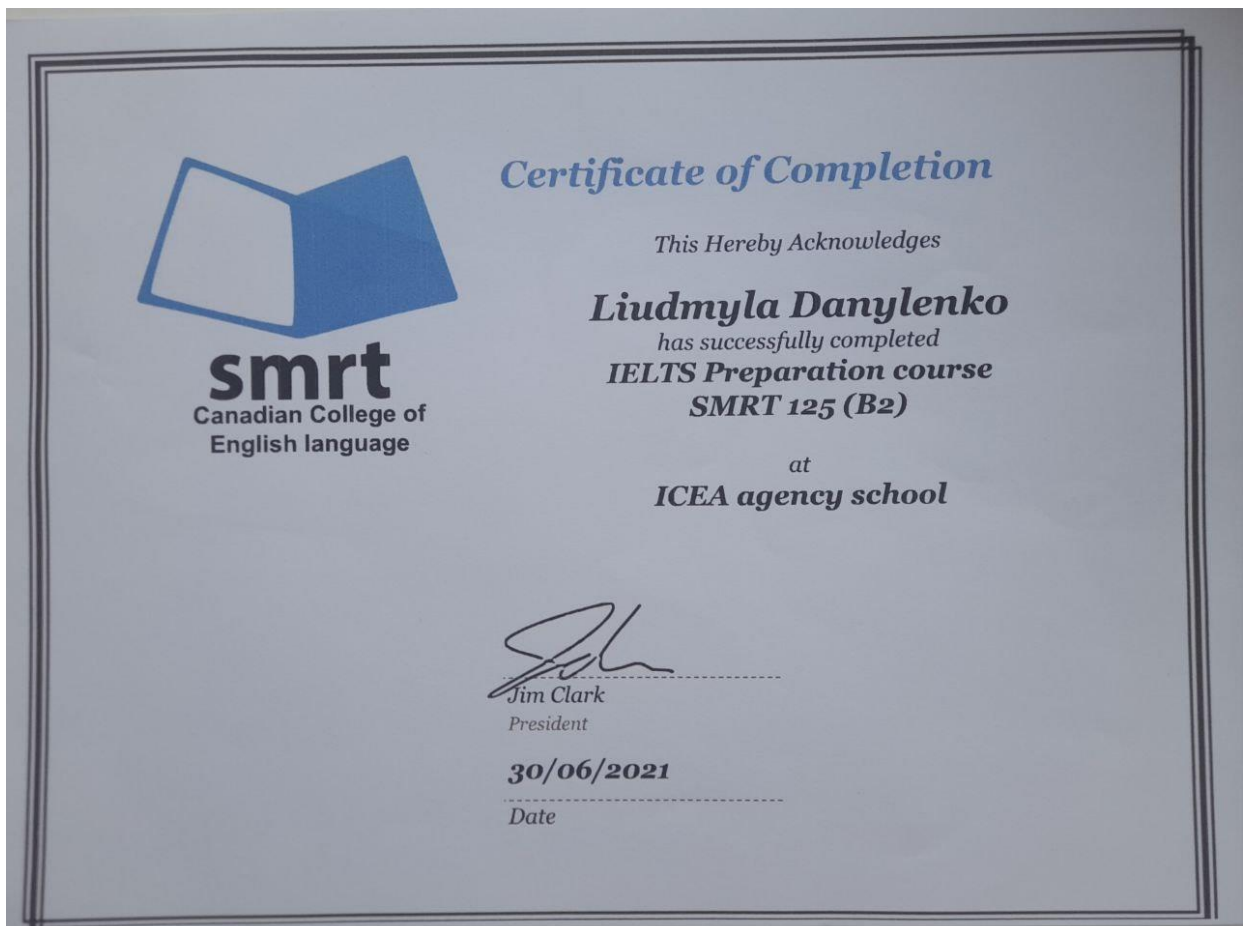 smrt
Canadian College of
English language
Certificate of Completion
This Hereby Acknowledges
Liudmyla Danylenko
has successfully completed
IELTS Preparation course
SMRT 125 (B2)
at
ICEA agency school
Jim Clark
President
30/06/2021
Date